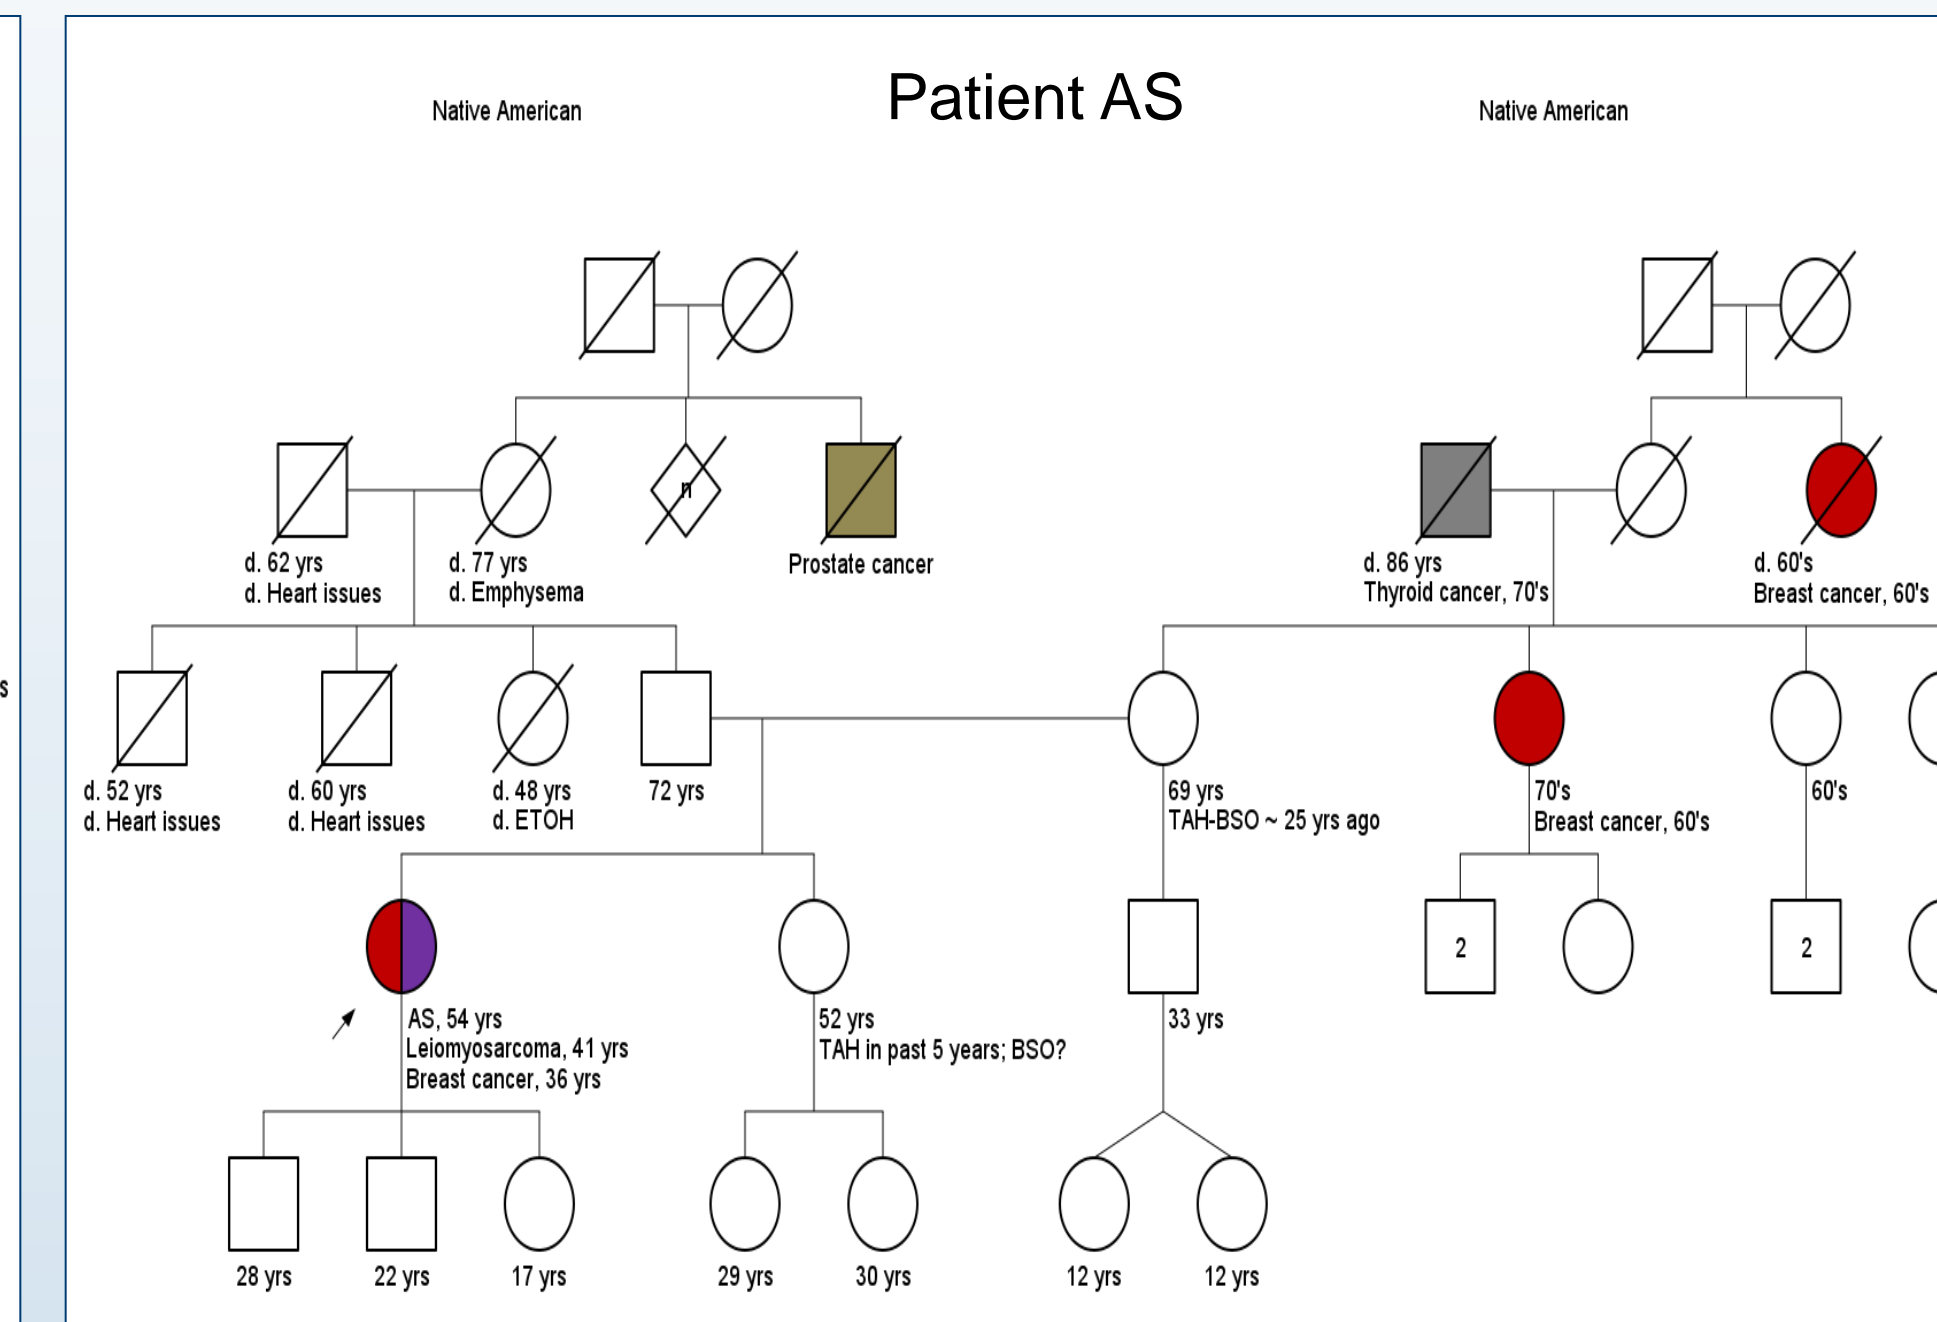 Patient AS
Native American
Native American
n
d. 62 yrs
d. Heart issues
d. 77 yrs
d. Emphysema
Prostate cancer
d. 86 yrs
Thyroid cancer, 70's
d. 60's
Breast cancer, 60's
s
d. 52 yrs
d. Heart issues
d. 60 yrs
d. Heart issues
d. 48 yrs
d. ETOH
72 yrs
69 yrs
TAH-BSO ~ 25 yrs ago
70's
Breast cancer, 60's
60's
2
2
AS, 54 yrs
Leiomyosarcoma, 41 yrs
Breast cancer, 36 yrs
52 yrs
TAH in past 5 years; BSO?
33 yrs
28 yrs
22 yrs
17 yrs
29 yrs
30 yrs
12 yrs
12 yrs